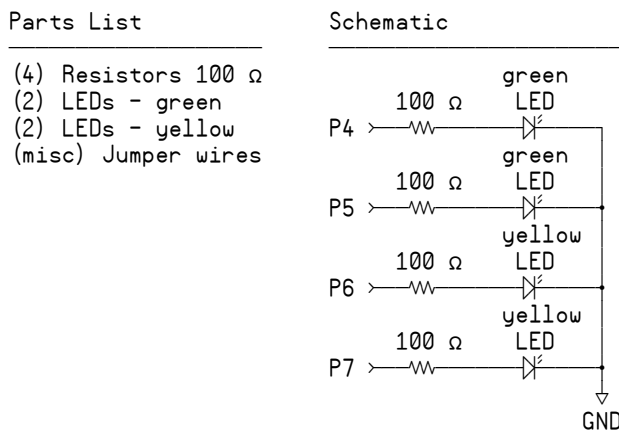 Parts List
(4) Resistors 100 Ω
(2) LEDs - green
(2) LEDs - yellow
(misc) Jumper wires
Schematic
green
100 Ω LED
P4
green
100 Ω LED
P5
yellow
100 Ω LED
P6
yellow
100 Ω LED
P7
GND